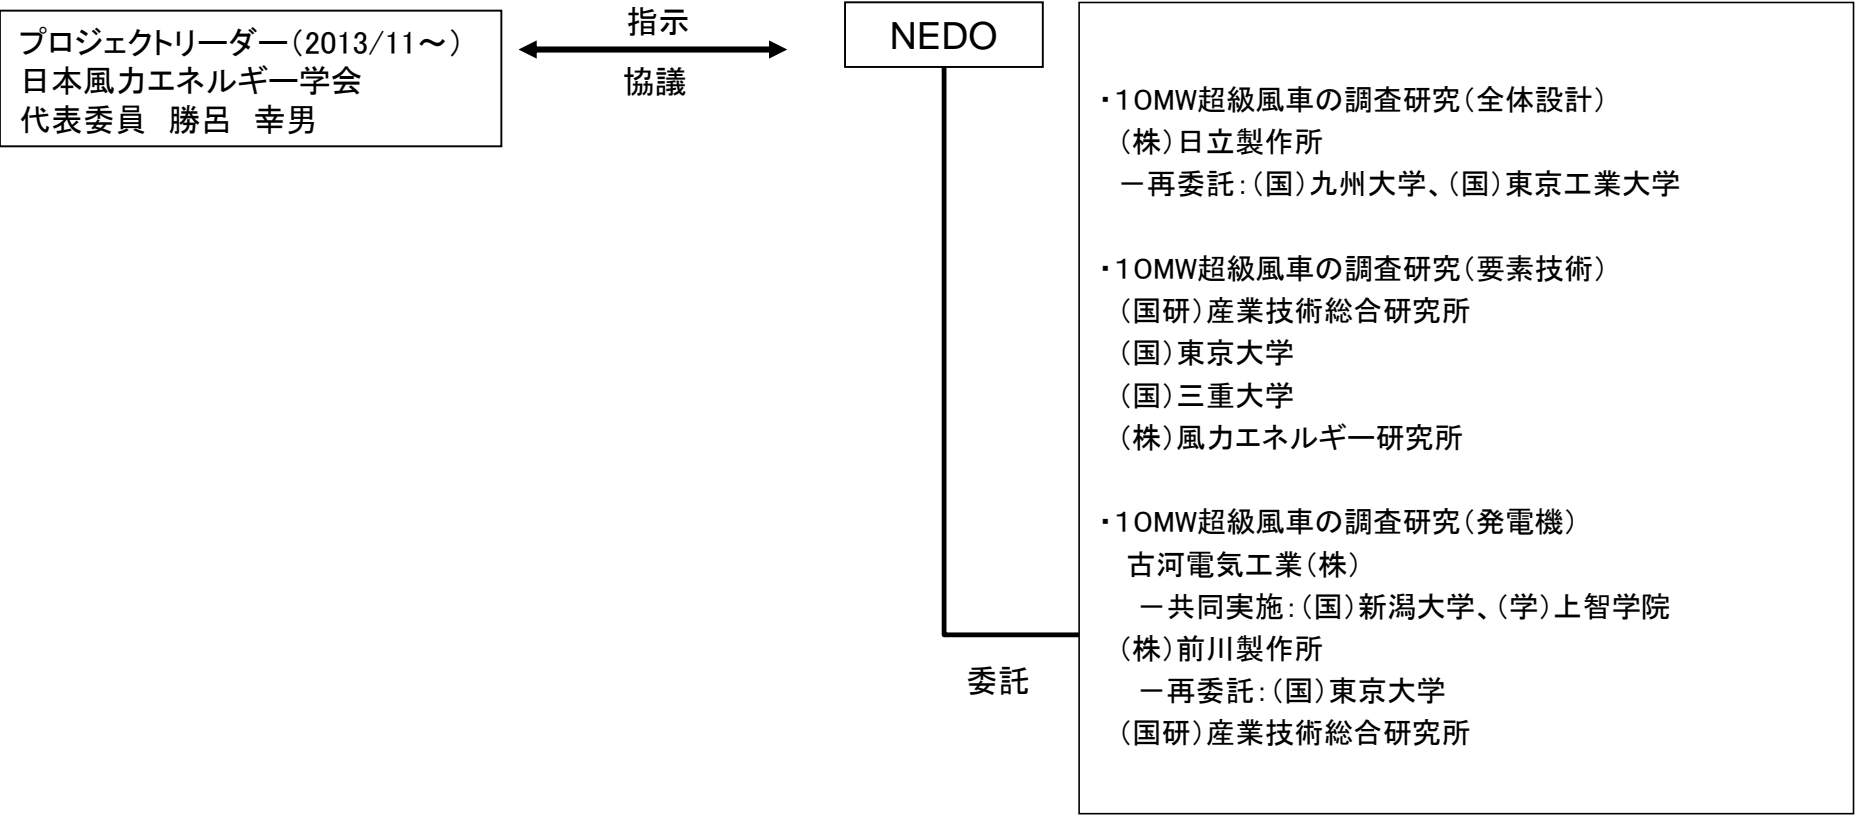 プロジェクトリーダー（2013/11～）
日本風力エネルギー学会
代表委員　勝呂　幸男
指示
協議
NEDO
・１０MW超級風車の調査研究（全体設計）
（株）日立製作所
－再委託：（国）九州大学、（国）東京工業大学
・１０MW超級風車の調査研究（要素技術）
（国研）産業技術総合研究所
（国）東京大学
（国）三重大学
（株）風力エネルギー研究所
・１０MW超級風車の調査研究（発電機）
古河電気工業（株）
－共同実施：（国）新潟大学、（学）上智学院
（株）前川製作所
－再委託：（国）東京大学
（国研）産業技術総合研究所
委託